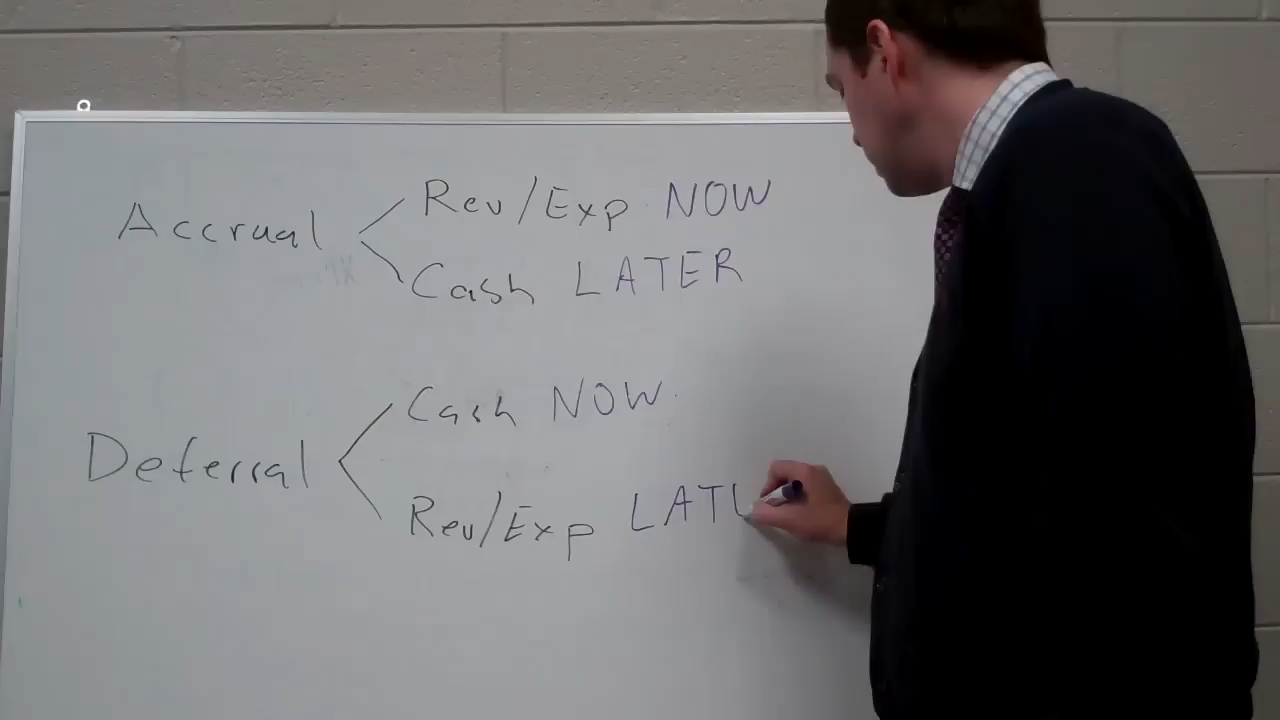 Accrual
Rev/Exp NOW
Cash LATER
Deferral
Cash NOW
Rev/Exp LAT